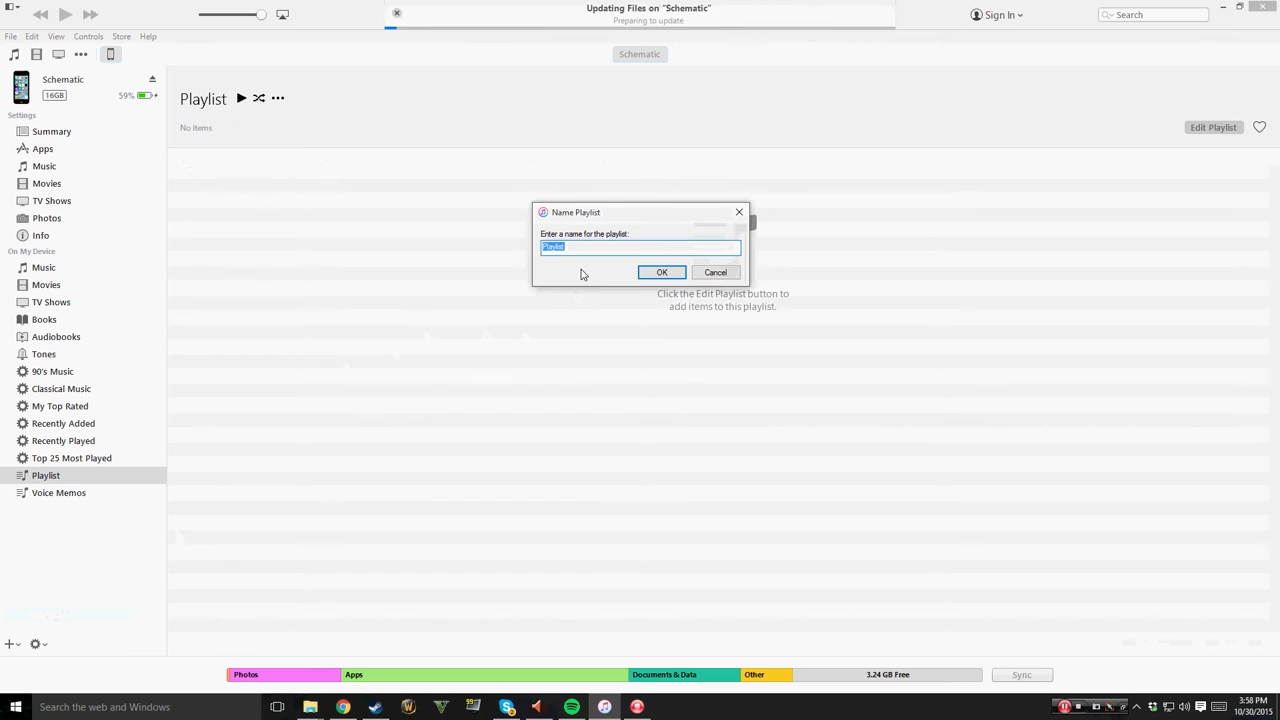 Updating Files on “Schematic”
Preparing to update
Sign In
Search
File Edit View Controls Store Help
Schematic
Schematic
16GB
59%
Settings
Summary
Apps
Music
Movies
TV Shows
Photos
Info
On My Device
Music
Movies
TV Shows
Books
Audiobooks
Tones
90's Music
Classical Music
My Top Rated
Recently Added
Recently Played
Top 25 Most Played
Playlist
Voice Memos
Playlist
No items
Edit Playlist
Name Playlist
Enter a name for the playlist:
Playlist
OK Cancel
Click the Edit Playlist button to
add items to this playlist.
Photos Apps Documents & Data Other 3.24 GB Free Sync
Search the web and Windows
3:58 PM
10/30/2015